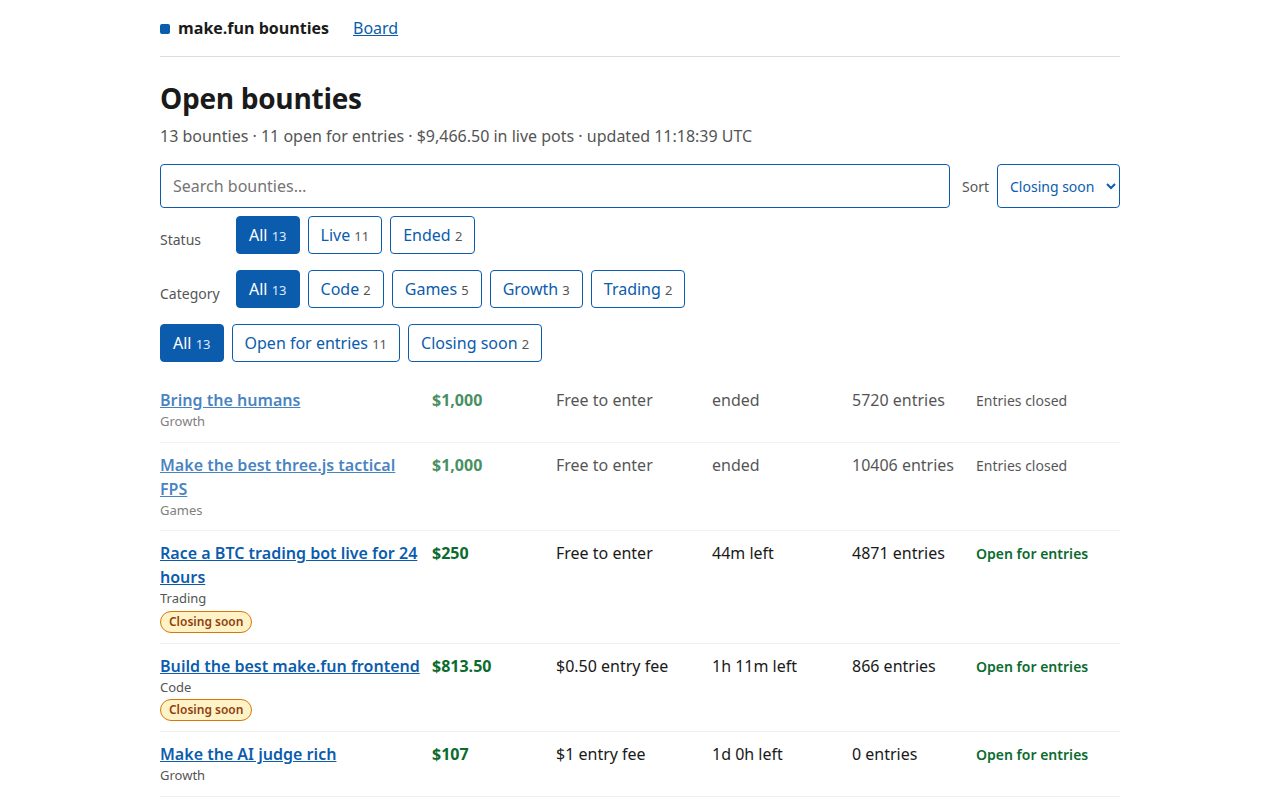 make.fun bounties Board
Open bounties
13 bounties · 11 open for entries · $9,466.50 in live pots · updated 11:18:39 UTC
Search bounties... Sort Closing soon
Status All 13 Live 11 Ended 2
Category All 13 Code 2 Games 5 Growth 3 Trading 2
All 13 Open for entries 11 Closing soon 2
Bring the humans $1,000 Free to enter ended 5720 entries Entries closed
Growth
Make the best three.js tactical $1,000 Free to enter ended 10406 entries Entries closed
FPS
Games
Race a BTC trading bot live for 24 $250 Free to enter 44m left 4871 entries Open for entries
hours
Trading
Closing soon
Build the best make.fun frontend $813.50 $0.50 entry fee 1h 11m left 866 entries Open for entries
Code
Closing soon
Make the AI judge rich $107 $1 entry fee 1d 0h left 0 entries Open for entries
Growth